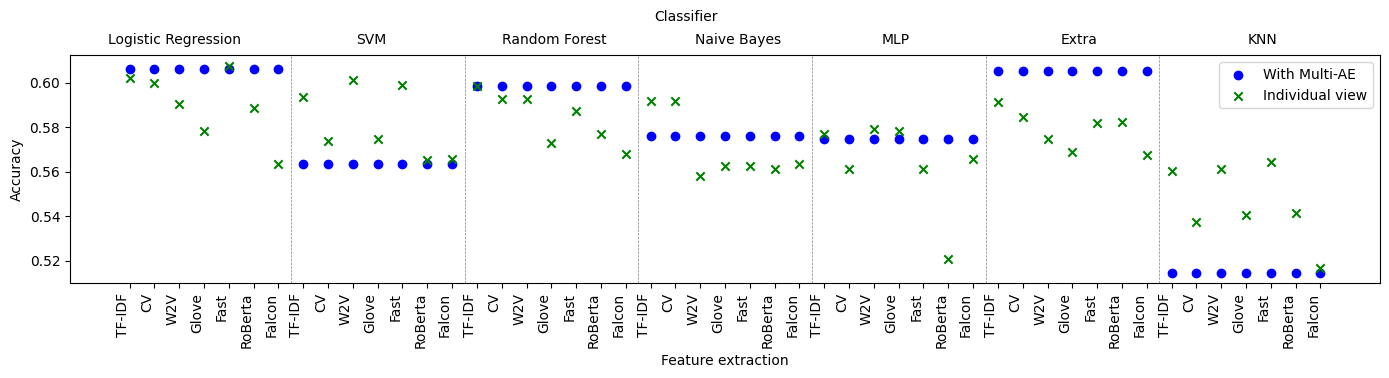 Classifier
Logistic Regression SVM Random Forest Naive Bayes MLP Extra KNN
With Multi-AE
Individual view
Accuracy
0.60
0.58
0.56
0.54
0.52
TF-IDF CV W2V Glove Fast RoBerta Falcon TF-IDF CV W2V Glove Fast RoBerta Falcon TF-IDF CV W2V Glove Fast RoBerta Falcon TF-IDF CV W2V Glove Fast RoBerta Falcon TF-IDF CV W2V Glove Fast RoBerta Falcon TF-IDF CV W2V Glove Fast RoBerta Falcon TF-IDF CV W2V Glove Fast RoBerta Falcon
Feature extraction